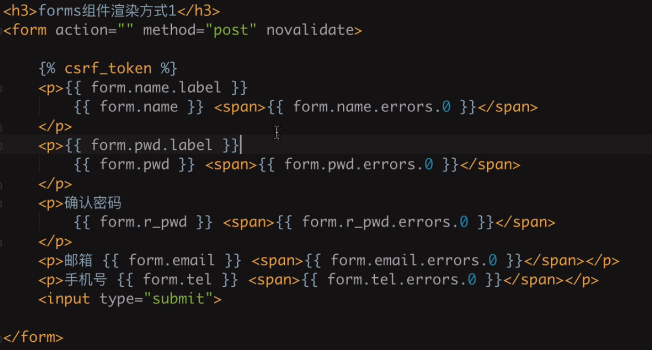 <h3>forms组件渲染方式1</h3>
<form action="" method="post" novalidate>
{% csrf_token %}
<p>{{ form.name.label }}
{{ form.name }} <span>{{ form.name.errors.0 }}</span>
</p>
<p>{{ form.pwd.label }}
{{ form.pwd }} <span>{{ form.pwd.errors.0 }}</span>
</p>
<p>确认密码
{{ form.r_pwd }} <span>{{ form.r_pwd.errors.0 }}</span>
</p>
<p>邮箱 {{ form.email }} <span>{{ form.email.errors.0 }}</span></p>
<p>手机号 {{ form.tel }} <span>{{ form.tel.errors.0 }}</span></p>
<input type="submit">
</form>